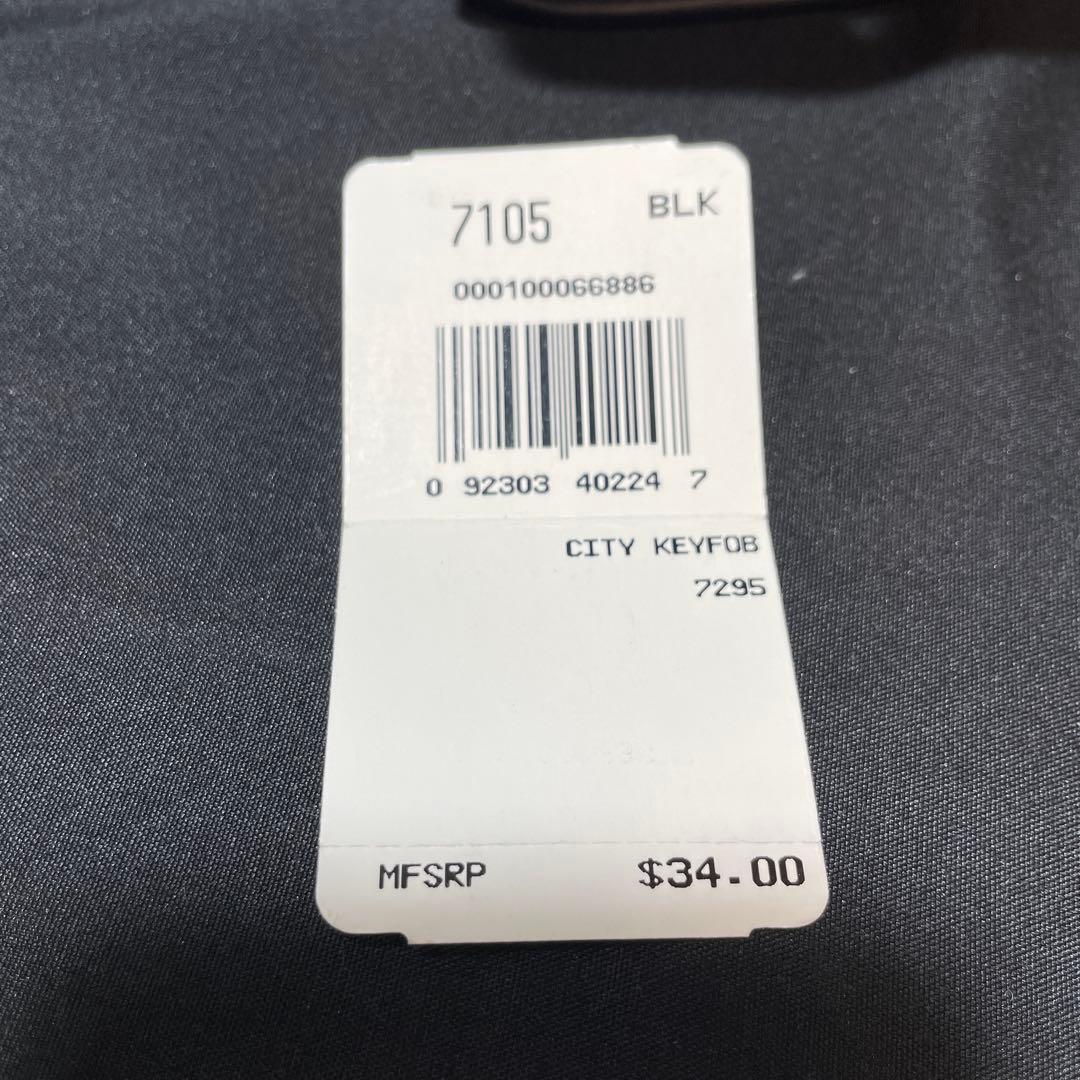 7105 BLK
000100066886
0 92303 40224 7
CITY KEYFOB
7295
MFSRP $34.00